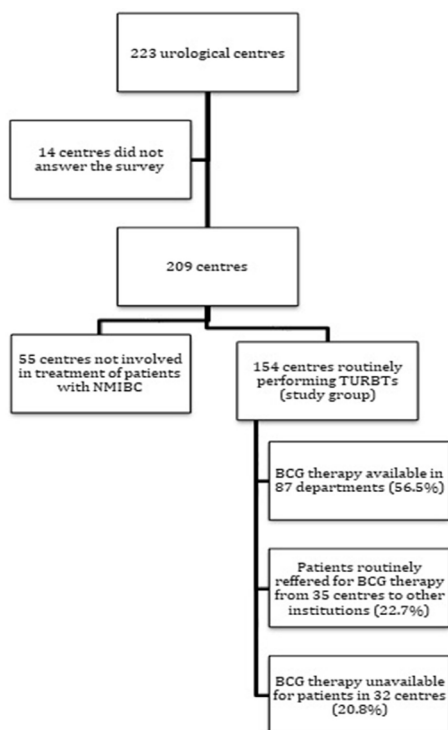 223 urological centres
14 centres did not
answer the survey
209 centres
55 centres not involved
in treatment of patients
with NMIBC
154 centres routinely
performing TURBTs
(study group)
BCG therapy available in
87 departments (56.5%)
Patients routinely
reffered for BCG therapy
from 35 centres to other
institutions (22.7%)
BCG therapy unavailable
for patients in 32 centres
(20.8%)